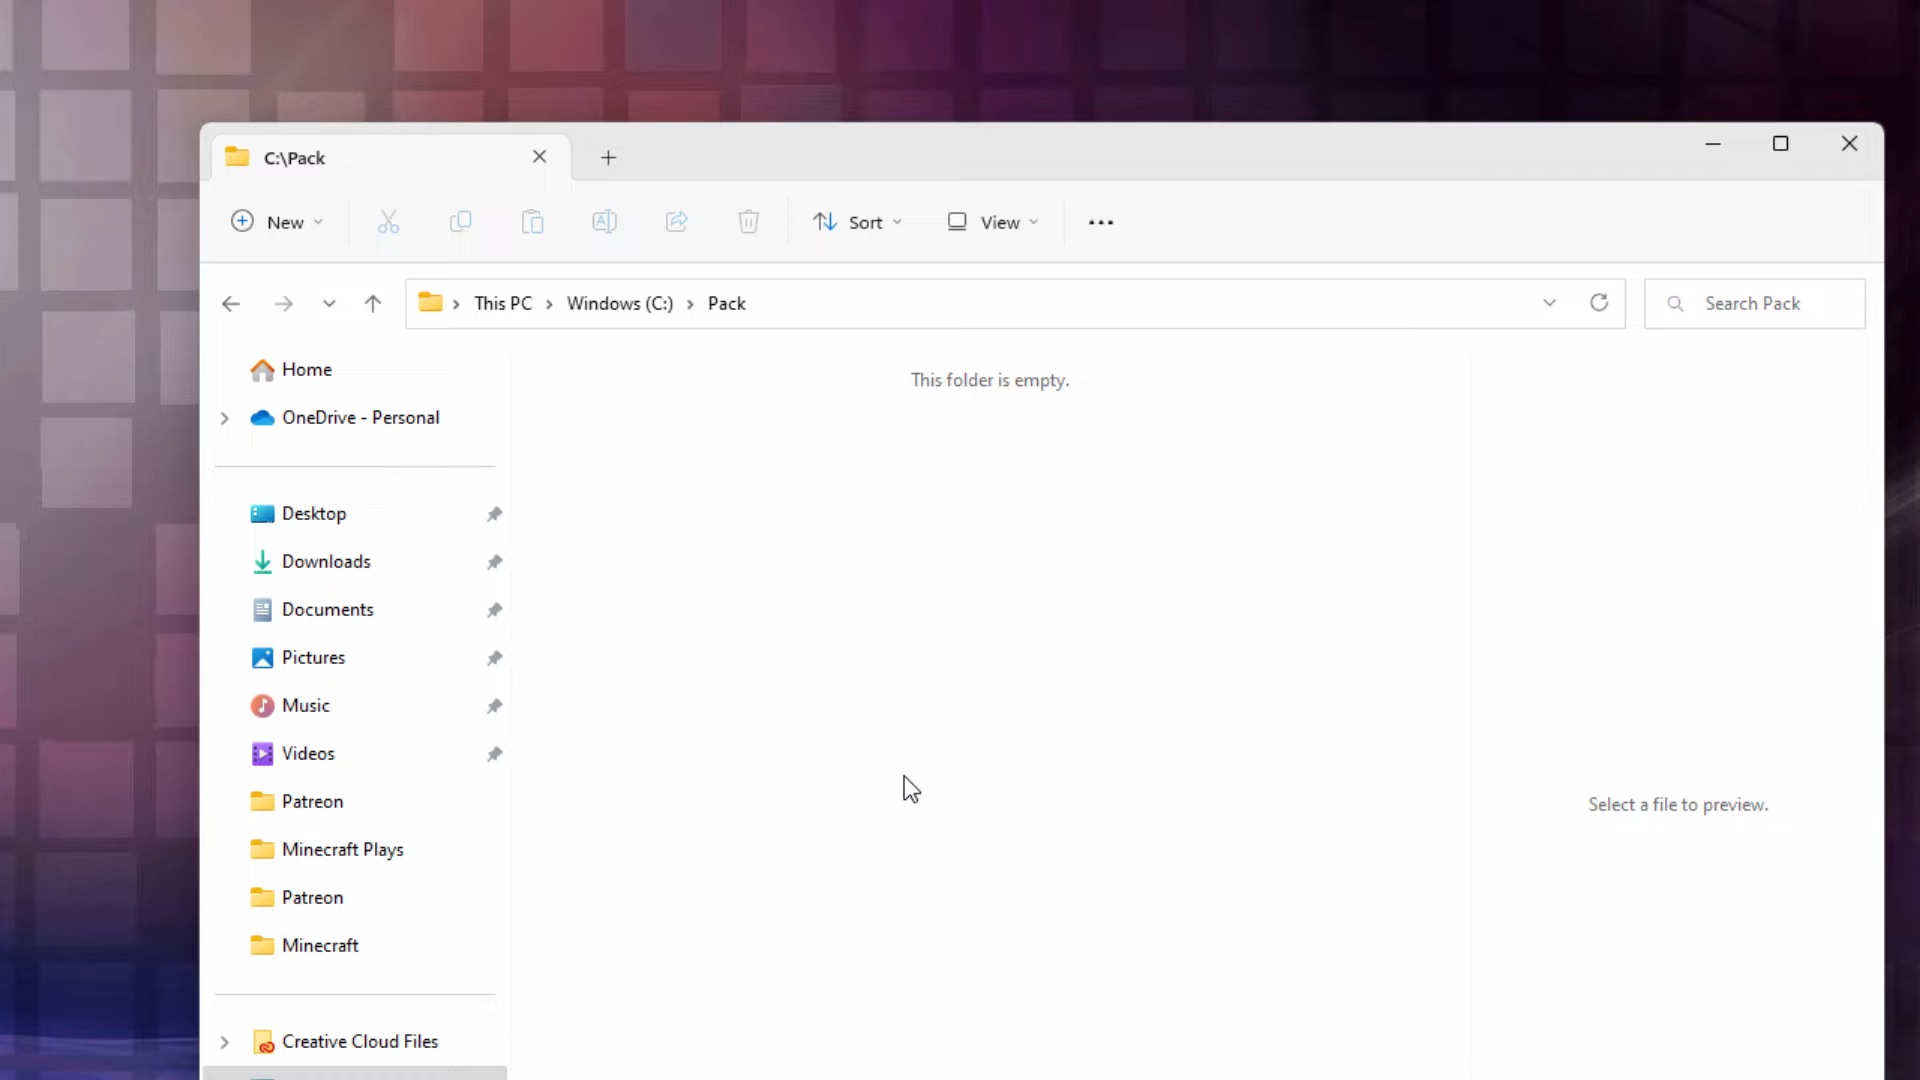 C:\Pack
New
Sort
View
This PC
Windows (C:)
Pack
Search Pack
Home
This folder is empty.
OneDrive - Personal
Desktop
Downloads
Documents
Pictures
Music
Videos
Patreon
Select a file to preview.
Minecraft Plays
Patreon
Minecraft
Creative Cloud Files